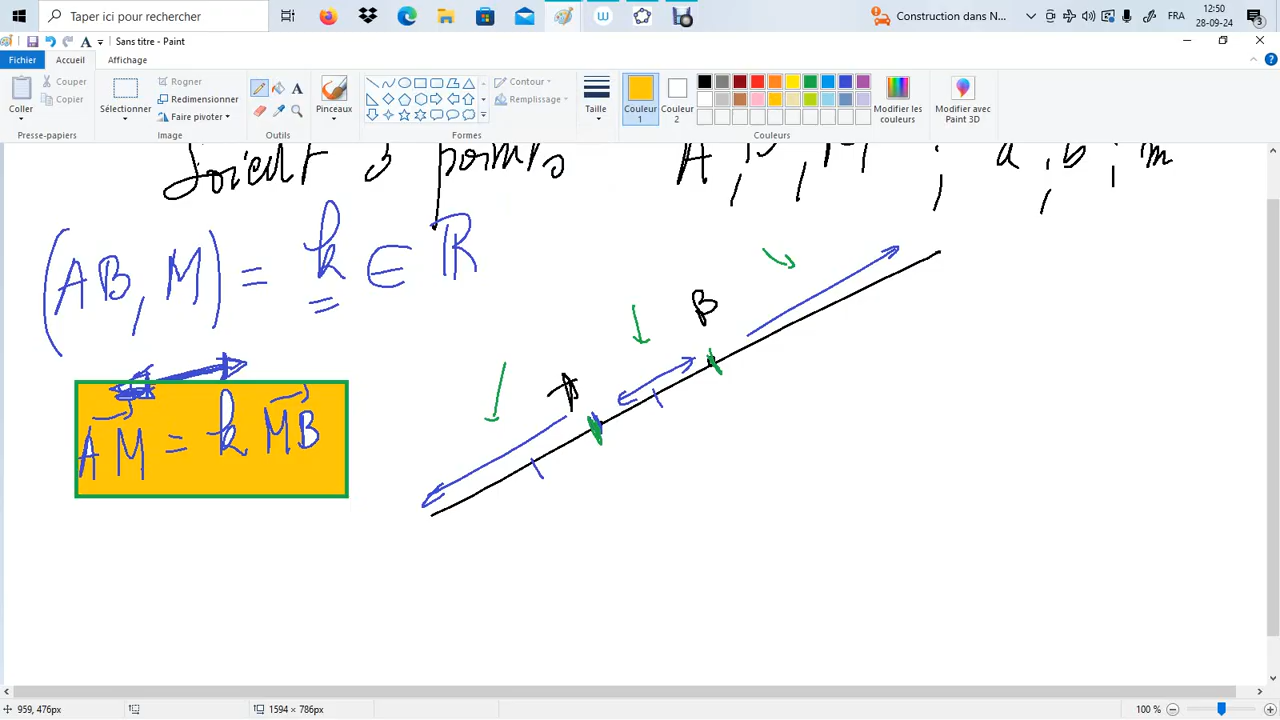 Taper ici pour rechercher
Construction dans N...
FRA
12:50
28-09-24
3
Sans titre - Paint
Fichier
Accueil
Affichage
Coller
Couper
Copier
Presse-papiers
Sélectionner
Rogner
Redimensionner
Faire pivoter
Image
A
Outils
Pinceaux
Contour
Remplissage
Formes
Taille
Couleur 1
Couleur 2
Couleurs
Modifier les couleurs
Modifier avec Paint 3D
Soient 3 points A, B, M ; a, b, m
(AB, M) = k ∈ ℝ
B
A
AM = k MB
959, 476px
1594 × 786px
100 %